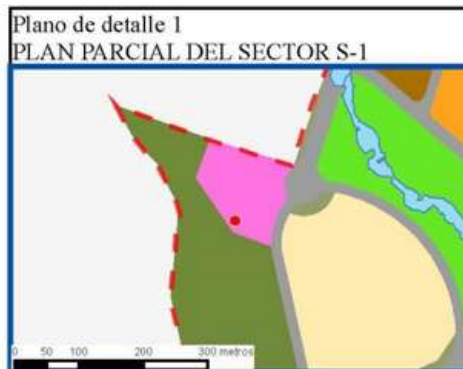 Plano de detalle 1
PLAN PARCIAL DEL SECTOR S-1
0 50 100 200 300 metros